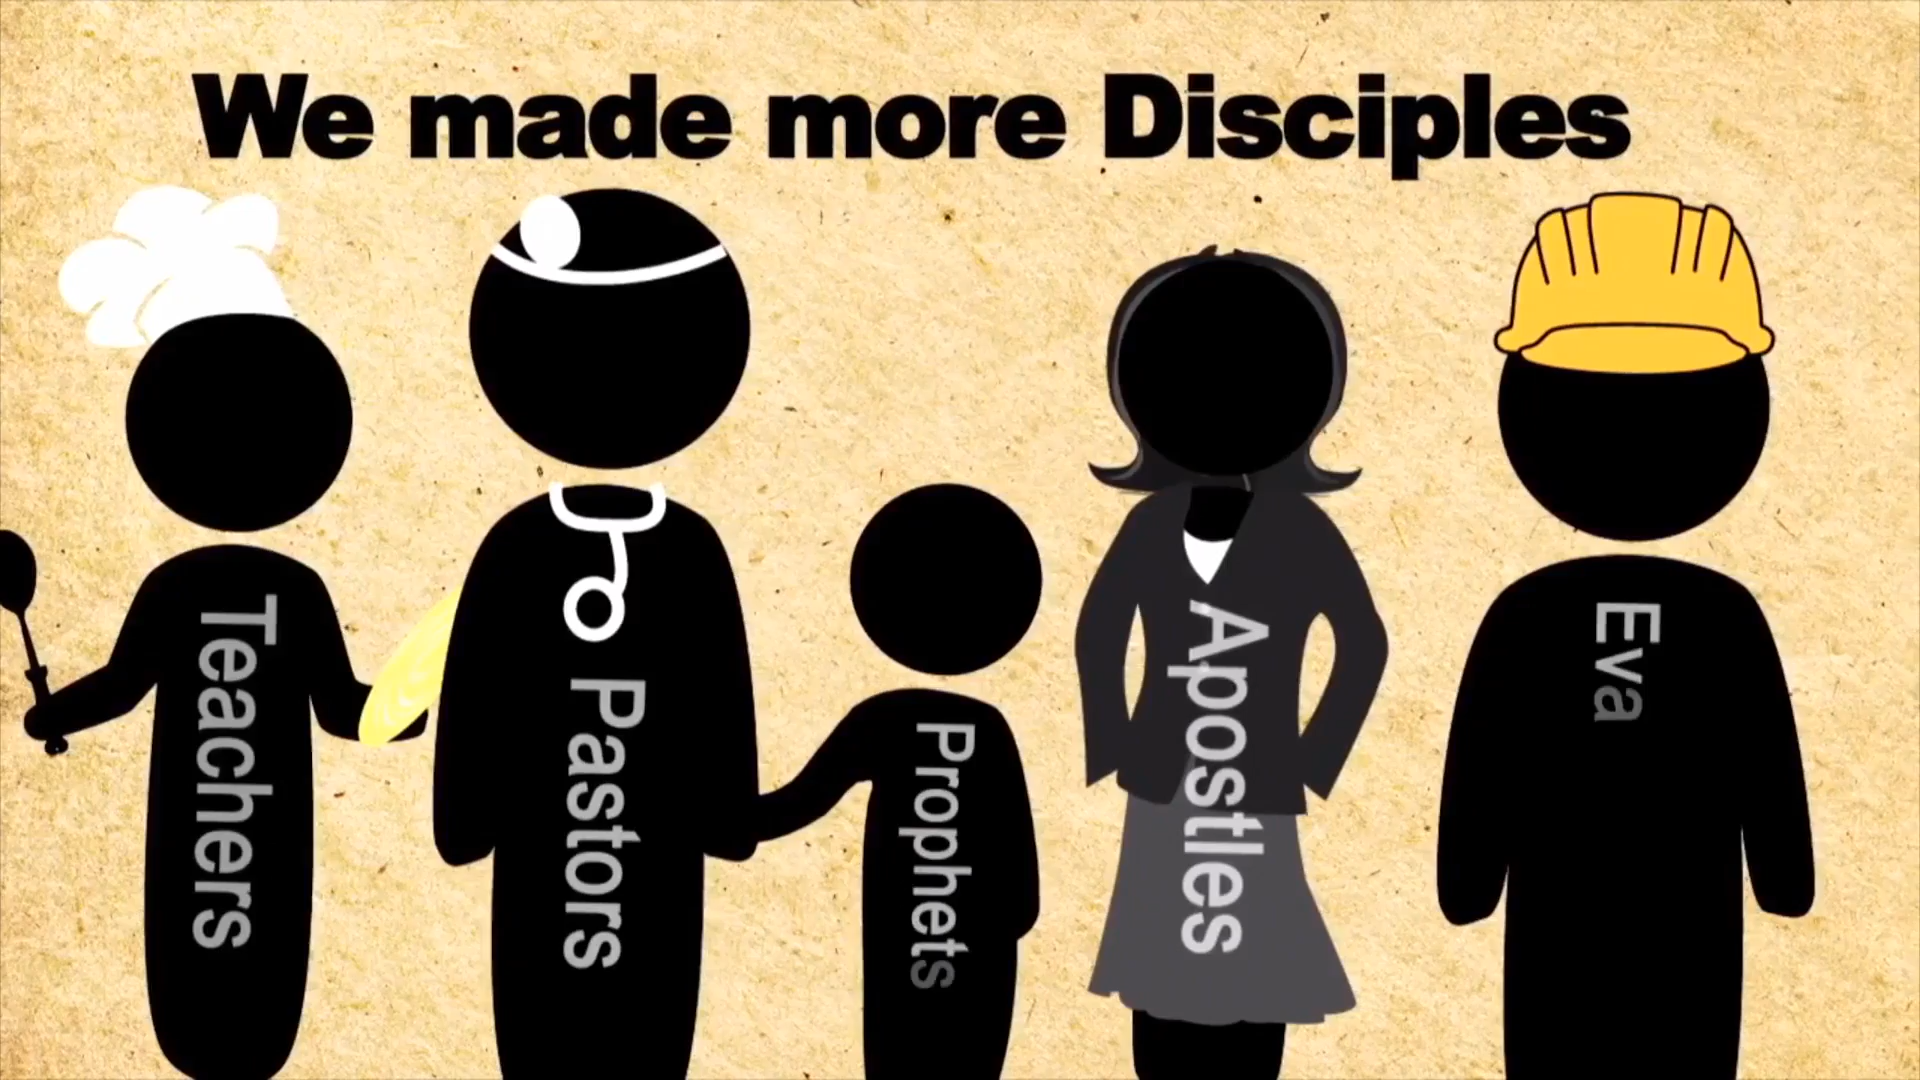 We made more Disciples
Teachers
Pastors
Prophets
Apostles
Eva